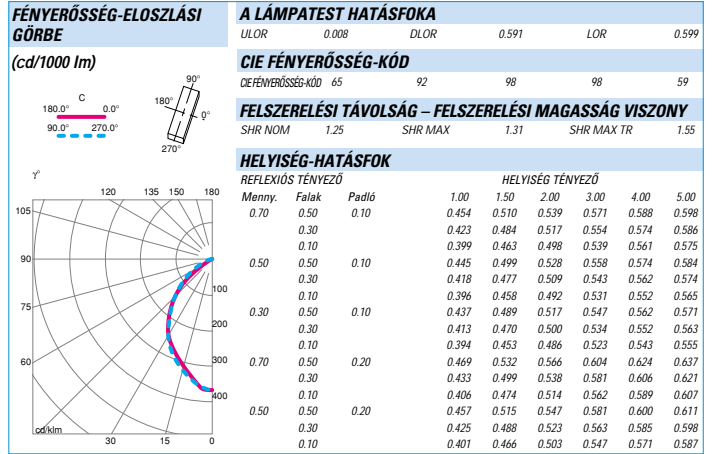 FÉNYERŐSSÉG-ELOSZLÁSI
GÖRBE
(cd/1000 lm)
90°
C
180.0° 0.0°
90.0° 270.0°
180° 0°
270°
γ°
120 135 150 180
105
90
75
60
100
200
300
400
cd/klm
30 15 0
A LÁMPATEST HATÁSFOKA
ULOR 0.008 DLOR 0.591 LOR 0.599
CIE FÉNYERŐSSÉG-KÓD
CIE FÉNYERŐSSÉG-KÓD 65 92 98 98 59
FELSZERELÉSI TÁVOLSÁG – FELSZERELÉSI MAGASSÁG VISZONY
SHR NOM 1.25 SHR MAX 1.31 SHR MAX TR 1.55
HELYISÉG-HATÁSFOK
REFLEXIÓS TÉNYEZŐ HELYISÉG TÉNYEZŐ
Menny. Falak Padló 1.00 1.50 2.00 3.00 4.00 5.00
0.70 0.50 0.10 0.454 0.510 0.539 0.571 0.588 0.598
0.30 0.423 0.484 0.517 0.554 0.574 0.586
0.10 0.399 0.463 0.498 0.539 0.561 0.575
0.50 0.50 0.10 0.445 0.499 0.528 0.558 0.574 0.584
0.30 0.418 0.477 0.509 0.543 0.562 0.574
0.10 0.396 0.458 0.492 0.531 0.552 0.565
0.30 0.50 0.10 0.437 0.489 0.517 0.547 0.562 0.571
0.30 0.413 0.470 0.500 0.534 0.552 0.563
0.10 0.394 0.453 0.486 0.523 0.543 0.555
0.70 0.50 0.20 0.469 0.532 0.566 0.604 0.624 0.637
0.30 0.433 0.499 0.538 0.581 0.606 0.621
0.10 0.406 0.474 0.514 0.562 0.589 0.607
0.50 0.50 0.20 0.457 0.515 0.547 0.581 0.600 0.611
0.30 0.425 0.488 0.523 0.563 0.585 0.598
0.10 0.401 0.466 0.503 0.547 0.571 0.587